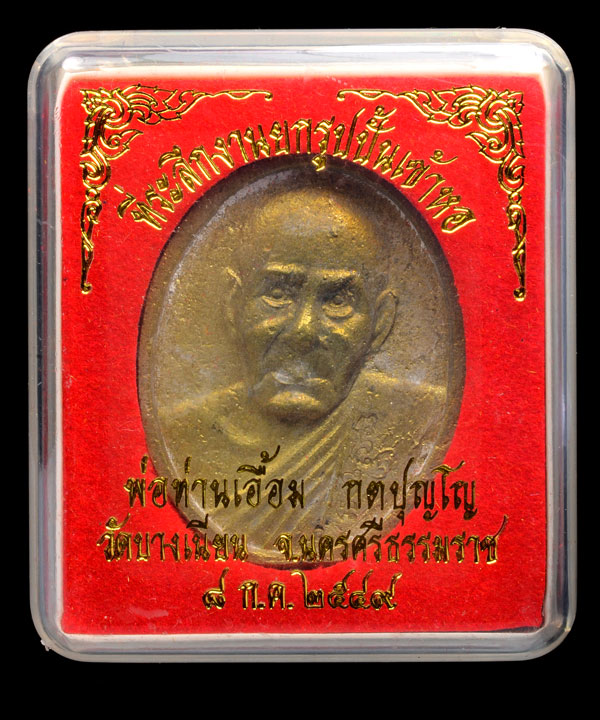 ที่ระลึกงานยกรูปปั้นเข้าหอ
พ่อท่านเอื้อม กตปุญโญ
วัดบางเนียน จ.นครศรีธรรมราช
๘ ก.ค. ๒๕๔๙